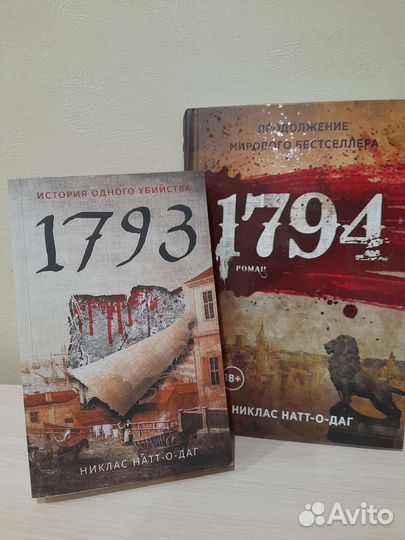 ИСТОРИЯ ОДНОГО УБИЙСТВА
1793
НИКЛАС НАТТ-О-ДАГ
ПРОДОЛЖЕНИЕ
МИРОВОГО БЕСТСЕЛЛЕРА
1794
РОМАН
18+
НИКЛАС НАТТ-О-ДАГ
Avito